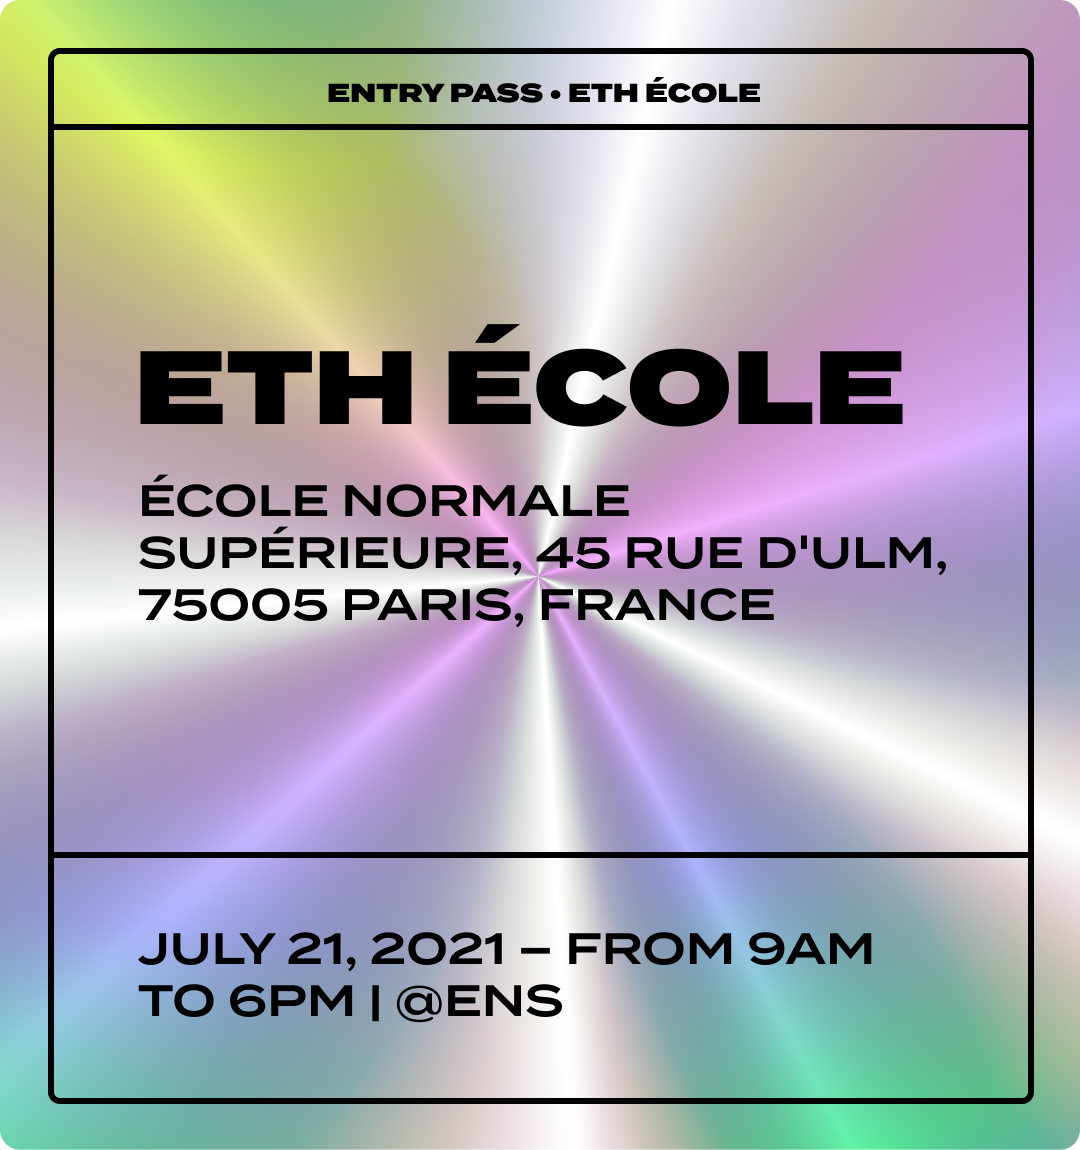 ENTRY PASS • ETH ÉCOLE
ETH ÉCOLE
ÉCOLE NORMALE
SUPÉRIEURE, 45 RUE D'ULM,
75005 PARIS, FRANCE
JULY 21, 2021 – FROM 9AM
TO 6PM | @ENS